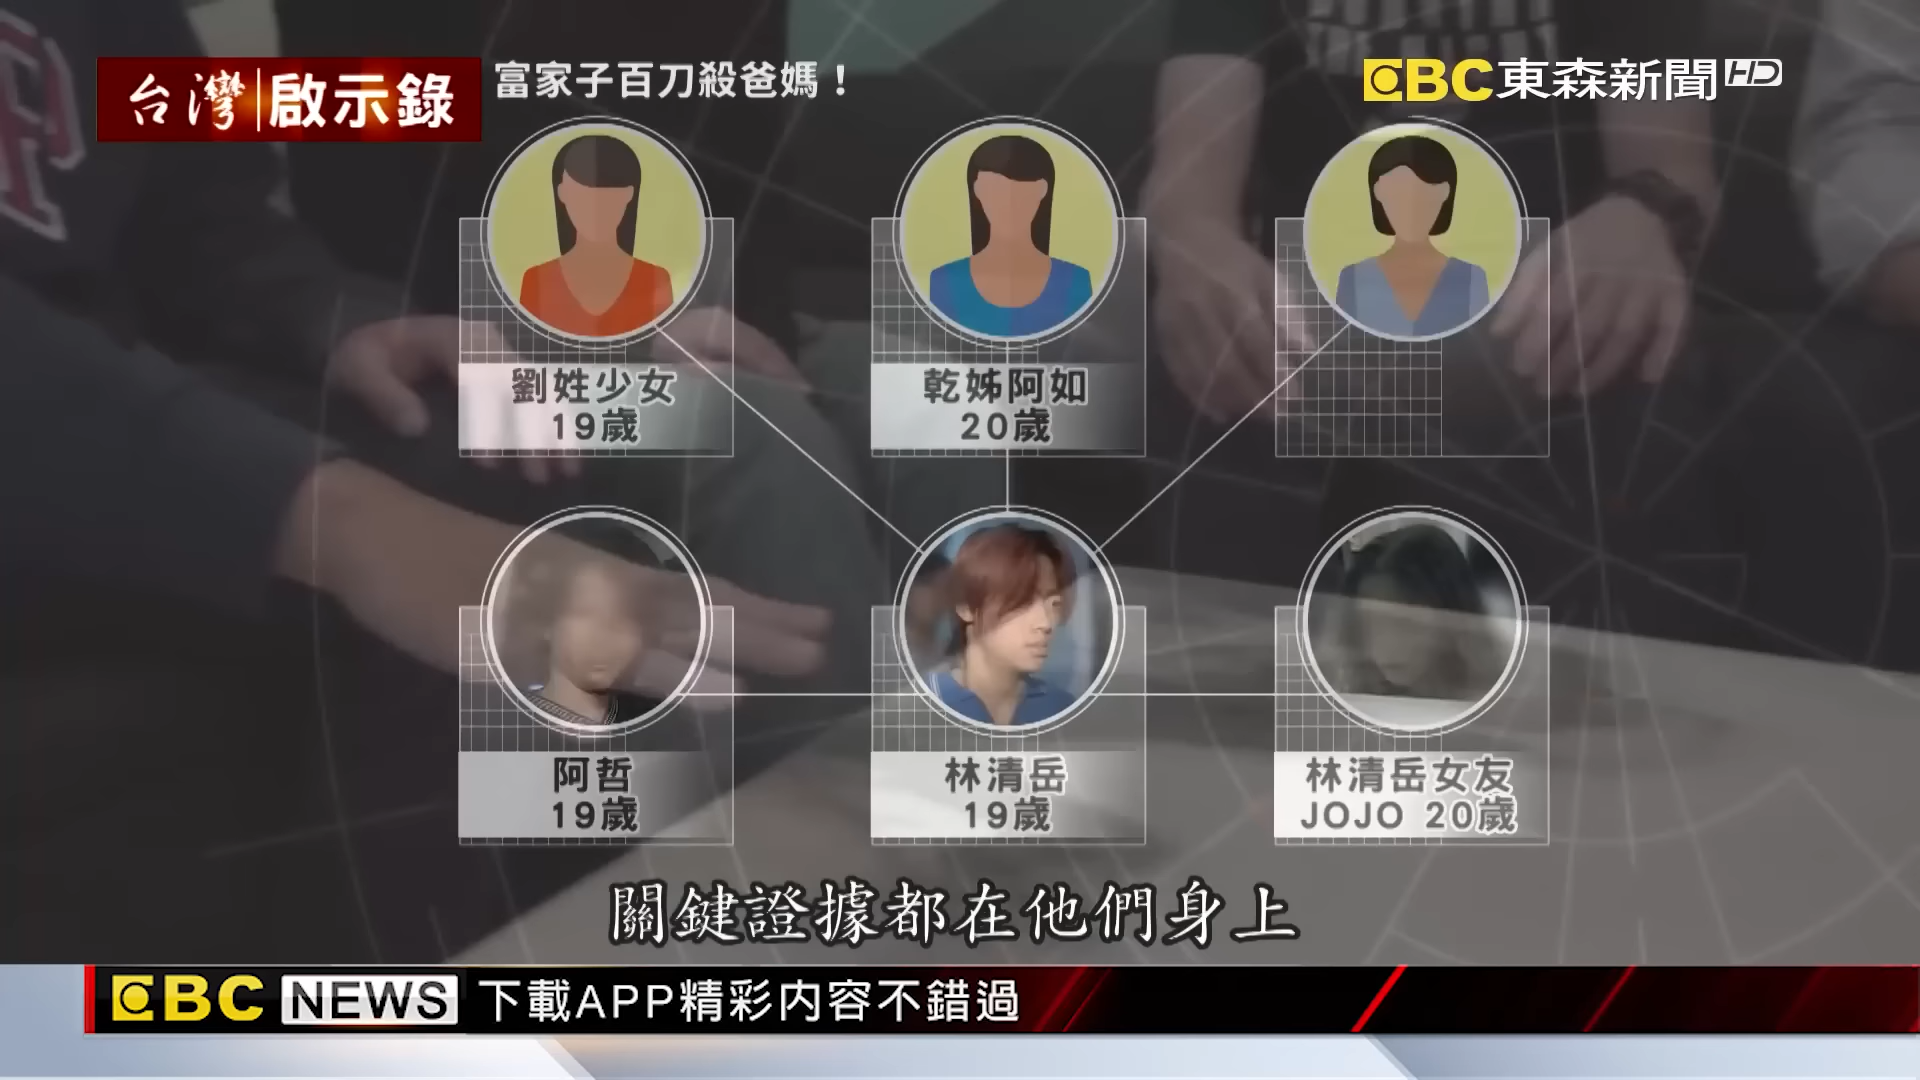 台灣啟示錄
富家子百刀殺爸媽！
EBC東森新聞HD
劉姓少女
19歲
乾姊阿如
20歲
阿哲
19歲
林清岳
19歲
林清岳女友
JOJO 20歲
關鍵證據都在他們身上
EBC NEWS
下載APP精彩內容不錯過